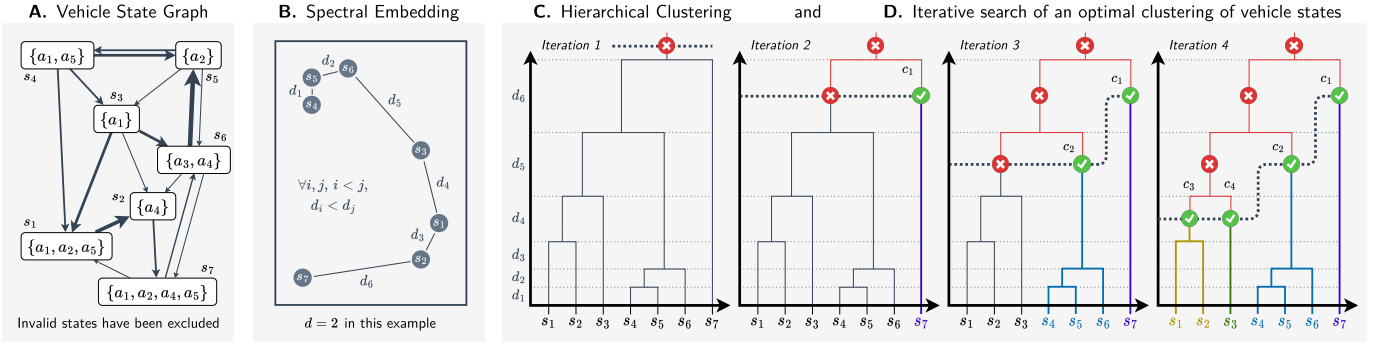 A. Vehicle State Graph
{a₁, a₅}
s₄
{a₂}
s₅
s₃
{a₁}
s₆
{a₃, a₄}
s₂
{a₄}
s₁
{a₁, a₂, a₅}
s₇
{a₁, a₂, a₄, a₅}
Invalid states have been excluded
B. Spectral Embedding
d₂
s₆
s₅
d₁
s₄
d₅
s₃
∀i, j, i < j,
dᵢ < dⱼ
d₄
s₁
d₃
s₂
s₇
d₆
d = 2 in this example
C. Hierarchical Clustering and D. Iterative search of an optimal clustering of vehicle states
Iteration 1
d₆
d₅
d₄
d₃
d₂
d₁
s₁ s₂ s₃ s₄ s₅ s₆ s₇
Iteration 2
c₁
s₁ s₂ s₃ s₄ s₅ s₆ s₇
Iteration 3
c₁
c₂
s₁ s₂ s₃ s₄ s₅ s₆ s₇
Iteration 4
c₁
c₂
c₃ c₄
s₁ s₂ s₃ s₄ s₅ s₆ s₇